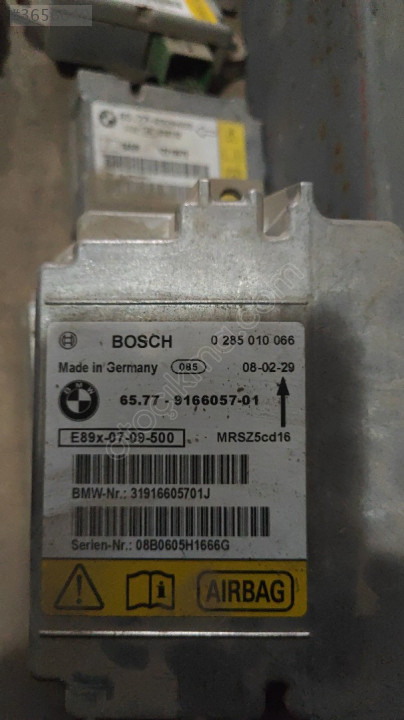 BOSCH 0 285 010 066
Made in Germany 085 08-02-29
BMW
65.77 - 9166057-01
E89x-07-09-500 MRSZ5cd16
BMW-Nr.: 31916605701J
Serien-Nr.: 08B0605H1666G
AIRBAG